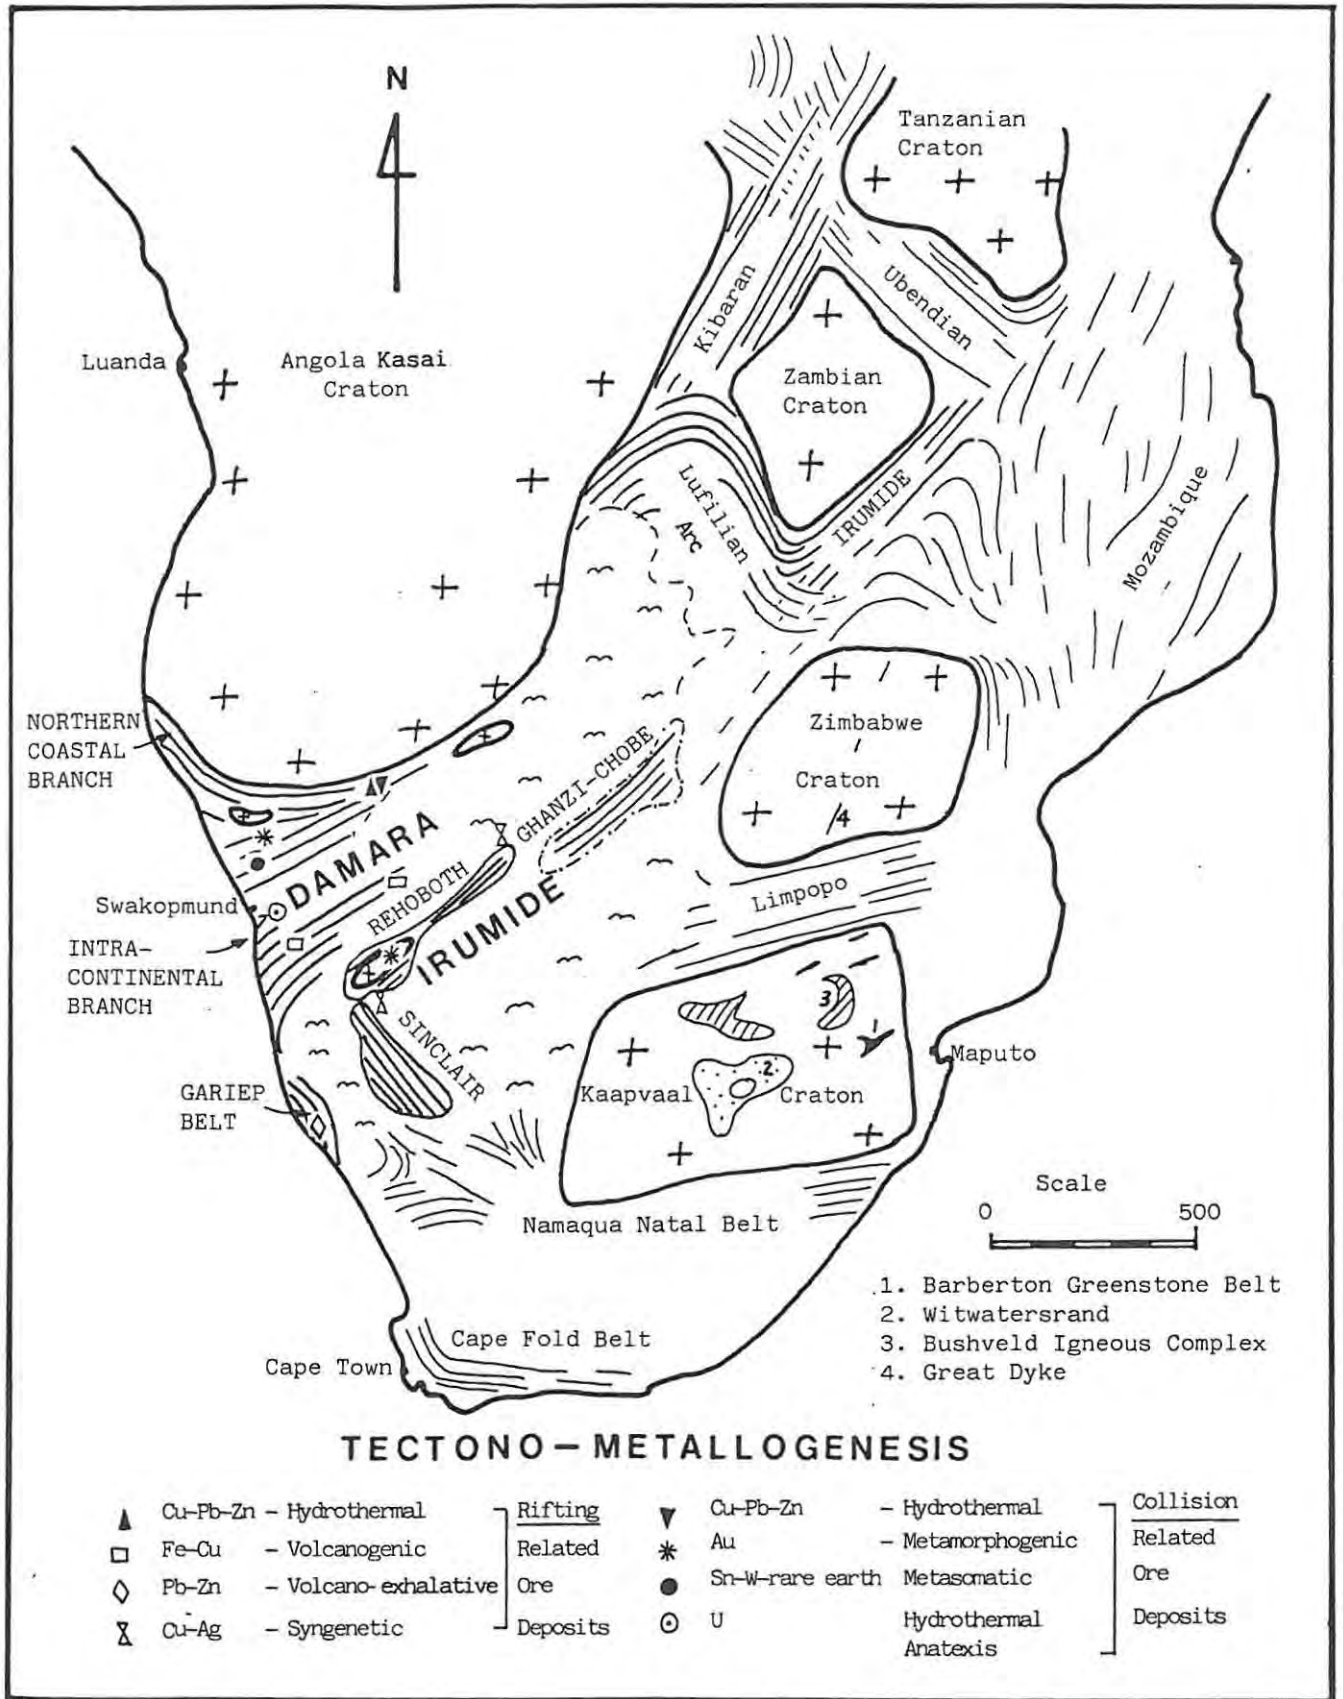 N
Tanzanian
Craton
Kibaran
Ubendian
Luanda
Angola Kasai
Craton
Zambian
Craton
Lufilian
Arc
IRUMIDE
Mozambique
NORTHERN
COASTAL
BRANCH
Zimbabwe
Craton
4
GHANZI-CHOBE
DAMARA
REHOBOTH
IRUMIDE
Limpopo
Swakopmund
INTRA-
CONTINENTAL
BRANCH
SINCLAIR
3
1
2
Maputo
Kaapvaal Craton
GARIEP
BELT
Namaqua Natal Belt
Scale
0 500
1. Barberton Greenstone Belt
2. Witwatersrand
3. Bushveld Igneous Complex
4. Great Dyke
Cape Fold Belt
Cape Town
TECTONO-METALLOGENESIS
Cu-Pb-Zn - Hydrothermal
Fe-Cu - Volcanogenic
Pb-Zn - Volcano-exhalative
Cu-Ag - Syngenetic
Rifting
Related
Ore
Deposits
Cu-Pb-Zn - Hydrothermal
Au - Metamorphogenic
Sn-W-rare earth Metasomatic
U Hydrothermal
Anatexis
Collision
Related
Ore
Deposits